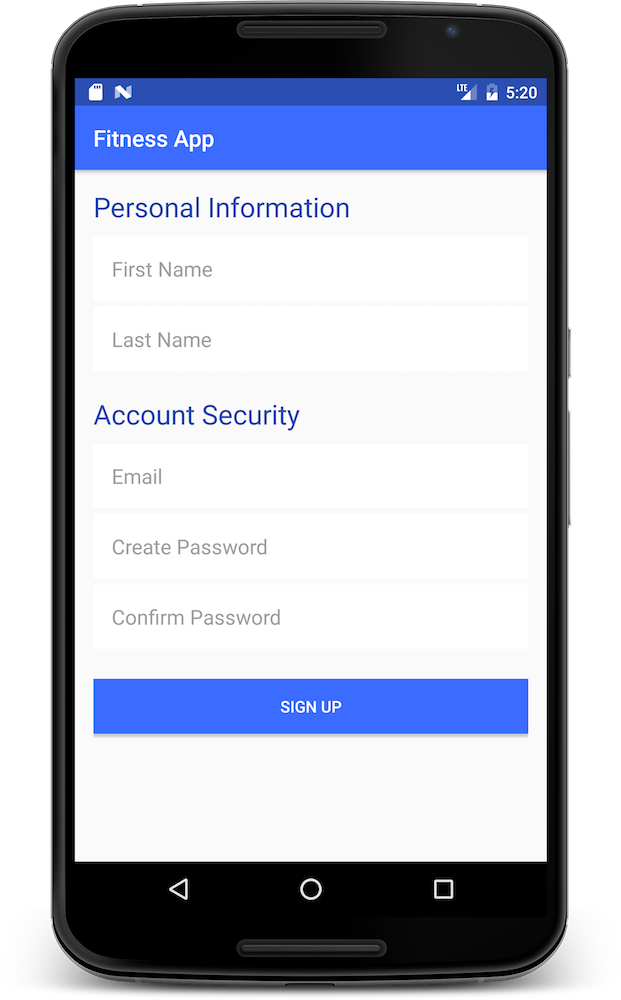 LTE 5:20
Fitness App
Personal Information
First Name
Last Name
Account Security
Email
Create Password
Confirm Password
SIGN UP